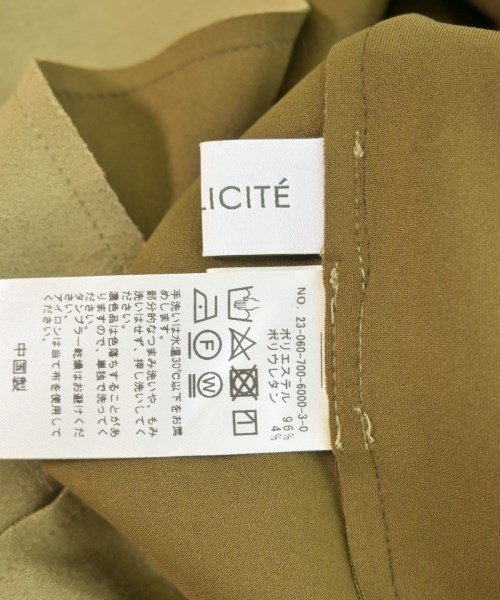 LICITÉ
NO. 23-060-700-6000-3-0
ポリエステル 96%
ポリウレタン 4%
F
W
手洗いは水温30℃以下をお薦
めします。
部分的なつまみ洗いや、もみ
洗いはせず、押し洗いしてく
ださい。
濃色品は色落ちすることがあ
りますので、単独で洗ってく
ださい。
タンブラー乾燥はお避けくだ
さい。
アイロンは当て布を使用して
ください。
中国製